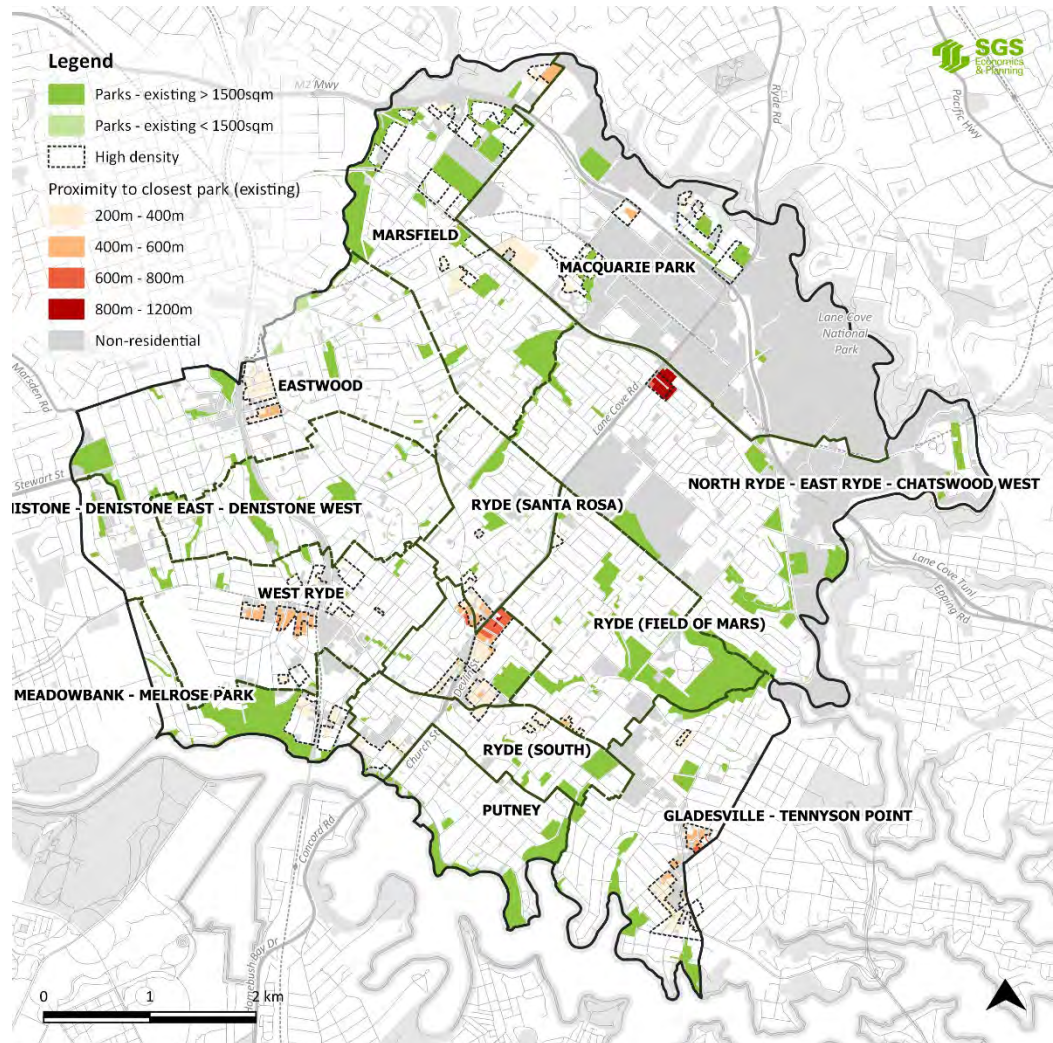 Legend
Parks - existing > 1500sqm
Parks - existing < 1500sqm
High density
Proximity to closest park (existing)
200m - 400m
400m - 600m
600m - 800m
800m - 1200m
Non-residential
SGS
Economics
& Planning
M2 Mwy
Ryde Rd
Pacific Hwy
MARSFIELD
MACQUARIE PARK
Lane Cove
National
Park
Marsden Rd
EASTWOOD
Lane Cove Rd
Stewart St
NISTONE - DENISTONE EAST - DENISTONE WEST
RYDE (SANTA ROSA)
NORTH RYDE - EAST RYDE - CHATSWOOD WEST
Lane Cove Tunl
Epping Rd
WEST RYDE
RYDE (FIELD OF MARS)
MEADOWBANK - MELROSE PARK
Church St
RYDE (SOUTH)
PUTNEY
GLADESVILLE - TENNYSON POINT
Concord Rd
Homebush Bay Dr
0 1 2 km